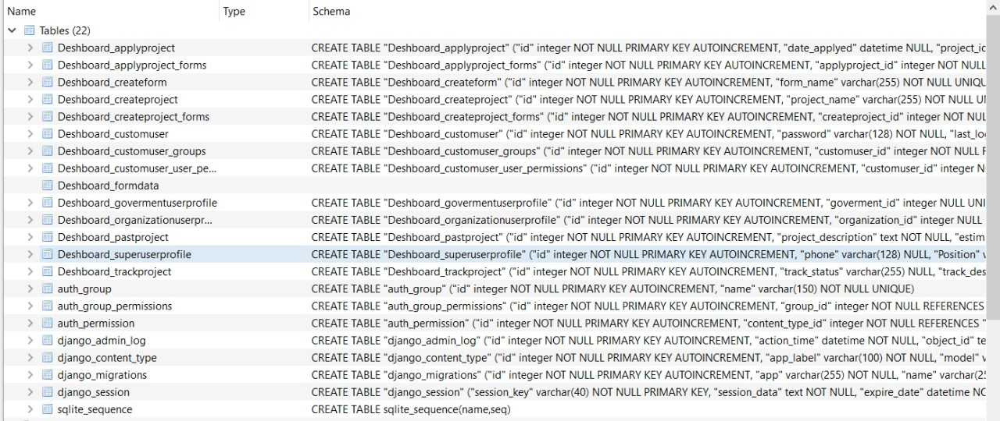 Name Type Schema
Tables (22)
Deshboard_applyproject CREATE TABLE "Deshboard_applyproject" ("id" integer NOT NULL PRIMARY KEY AUTOINCREMENT, "date_applyed" datetime NULL, "project_id
Deshboard_applyproject_forms CREATE TABLE "Deshboard_applyproject_forms" ("id" integer NOT NULL PRIMARY KEY AUTOINCREMENT, "applyproject_id" integer NOT NULL
Deshboard_createform CREATE TABLE "Deshboard_createform" ("id" integer NOT NULL PRIMARY KEY AUTOINCREMENT, "form_name" varchar(255) NOT NULL UNIQU
Deshboard_createproject CREATE TABLE "Deshboard_createproject" ("id" integer NOT NULL PRIMARY KEY AUTOINCREMENT, "project_name" varchar(255) NOT NULL UN
Deshboard_createproject_forms CREATE TABLE "Deshboard_createproject_forms" ("id" integer NOT NULL PRIMARY KEY AUTOINCREMENT, "createproject_id" integer NOT NUL
Deshboard_customuser CREATE TABLE "Deshboard_customuser" ("id" integer NOT NULL PRIMARY KEY AUTOINCREMENT, "password" varchar(128) NOT NULL, "last_lo
Deshboard_customuser_groups CREATE TABLE "Deshboard_customuser_groups" ("id" integer NOT NULL PRIMARY KEY AUTOINCREMENT, "customuser_id" integer NOT NULL R
Deshboard_customuser_user_pe... CREATE TABLE "Deshboard_customuser_user_permissions" ("id" integer NOT NULL PRIMARY KEY AUTOINCREMENT, "customuser_id" integer N
Deshboard_formdata
Deshboard_govermentuserprofile CREATE TABLE "Deshboard_govermentuserprofile" ("id" integer NOT NULL PRIMARY KEY AUTOINCREMENT, "goverment_id" integer NULL UNI
Deshboard_organizationuserpr... CREATE TABLE "Deshboard_organizationuserprofile" ("id" integer NOT NULL PRIMARY KEY AUTOINCREMENT, "organization_id" integer NULL
Deshboard_pastproject CREATE TABLE "Deshboard_pastproject" ("id" integer NOT NULL PRIMARY KEY AUTOINCREMENT, "project_description" text NOT NULL, "estim
Deshboard_superuserprofile CREATE TABLE "Deshboard_superuserprofile" ("id" integer NOT NULL PRIMARY KEY AUTOINCREMENT, "phone" varchar(128) NULL, "Position" v
Deshboard_trackproject CREATE TABLE "Deshboard_trackproject" ("id" integer NOT NULL PRIMARY KEY AUTOINCREMENT, "track_status" varchar(255) NULL, "track_des
auth_group CREATE TABLE "auth_group" ("id" integer NOT NULL PRIMARY KEY AUTOINCREMENT, "name" varchar(150) NOT NULL UNIQUE)
auth_group_permissions CREATE TABLE "auth_group_permissions" ("id" integer NOT NULL PRIMARY KEY AUTOINCREMENT, "group_id" integer NOT NULL REFERENCES
auth_permission CREATE TABLE "auth_permission" ("id" integer NOT NULL PRIMARY KEY AUTOINCREMENT, "content_type_id" integer NOT NULL REFERENCES "
django_admin_log CREATE TABLE "django_admin_log" ("id" integer NOT NULL PRIMARY KEY AUTOINCREMENT, "action_time" datetime NOT NULL, "object_id" te
django_content_type CREATE TABLE "django_content_type" ("id" integer NOT NULL PRIMARY KEY AUTOINCREMENT, "app_label" varchar(100) NOT NULL, "model" v
django_migrations CREATE TABLE "django_migrations" ("id" integer NOT NULL PRIMARY KEY AUTOINCREMENT, "app" varchar(255) NOT NULL, "name" varchar(25
django_session CREATE TABLE "django_session" ("session_key" varchar(40) NOT NULL PRIMARY KEY, "session_data" text NOT NULL, "expire_date" datetime NO
sqlite_sequence CREATE TABLE sqlite_sequence(name,seq)